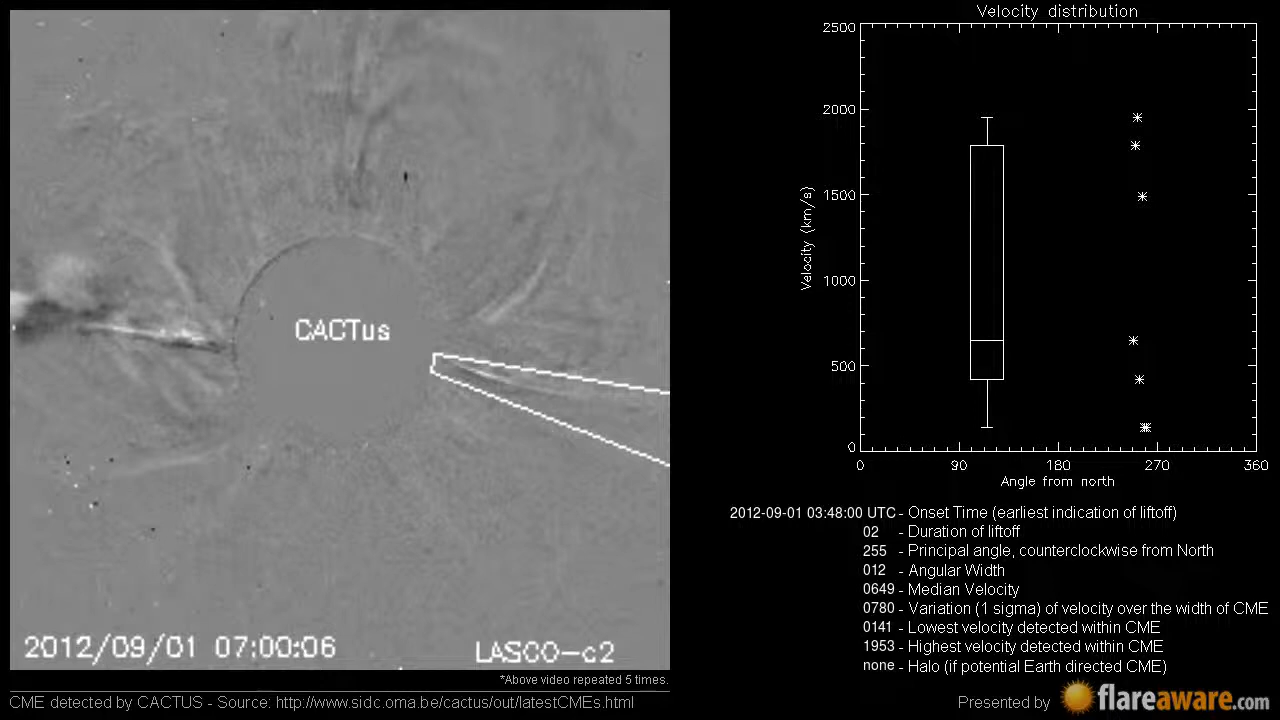 Velocity distribution
2500
2000
1500
1000
500
0
Velocity (km/s)
0 90 180 270 360
Angle from north
CACTus
2012/09/01 07:00:06 LASCO-c2
*Above video repeated 5 times.
CME detected by CACTUS - Source: http://www.sidc.oma.be/cactus/out/latestCMEs.html
2012-09-01 03:48:00 UTC - Onset Time (earliest indication of liftoff)
02 - Duration of liftoff
255 - Principal angle, counterclockwise from North
012 - Angular Width
0649 - Median Velocity
0780 - Variation (1 sigma) of velocity over the width of CME
0141 - Lowest velocity detected within CME
1953 - Highest velocity detected within CME
none - Halo (if potential Earth directed CME)
Presented by flareaware.com